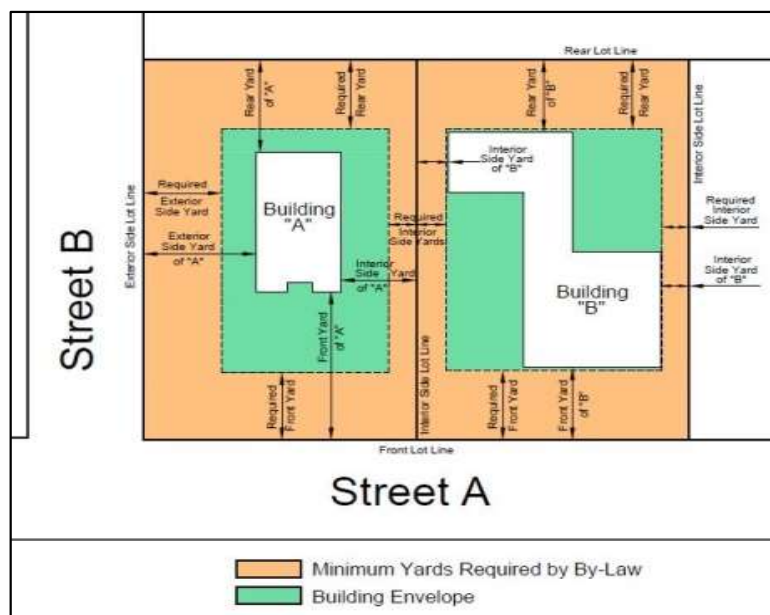 Rear Lot Line
Rear Yard
of "A"
Required
Rear Yard
Rear Yard
of "B"
Required
Rear Yard
Interior Side Lot Line
Interior
Side Yard
of "B"
Required
Exterior
Side Yard
Building
"A"
Required
Interior
Side Yards
Required
Interior
Side Yard
Exterior Side Lot Line
Exterior
Side Yard
of "A"
Interior
Side Yard
of "A"
Interior
Side Yard
of "B"
Building
"B"
Street B
Front Yard
of "A"
Required
Front Yard
Interior Side Lot Line
Required
Front Yard
Front Yard
of "B"
Front Lot Line
Street A
Minimum Yards Required by By-Law
Building Envelope